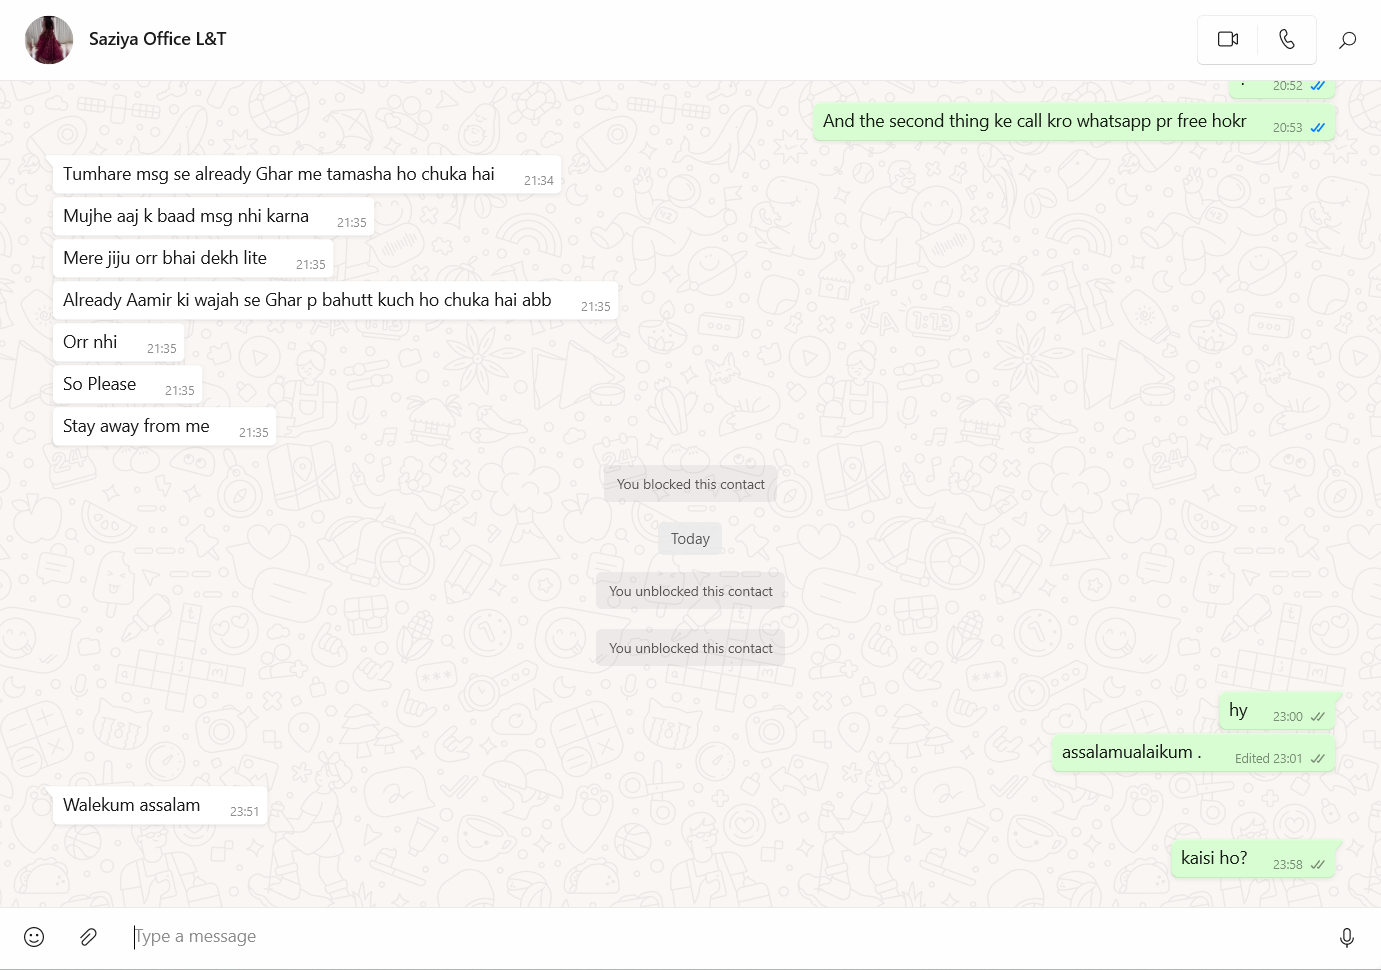 Saziya Office L&T
. 20:52
And the second thing ke call kro whatsapp pr free hokr 20:53
Tumhare msg se already Ghar me tamasha ho chuka hai 21:34
Mujhe aaj k baad msg nhi karna 21:35
Mere jiju orr bhai dekh lite 21:35
Already Aamir ki wajah se Ghar p bahutt kuch ho chuka hai abb 21:35
Orr nhi 21:35
So Please 21:35
Stay away from me 21:35
You blocked this contact
Today
You unblocked this contact
You unblocked this contact
hy 23:00
assalamualaikum . Edited 23:01
Walekum assalam 23:51
kaisi ho? 23:58
Type a message